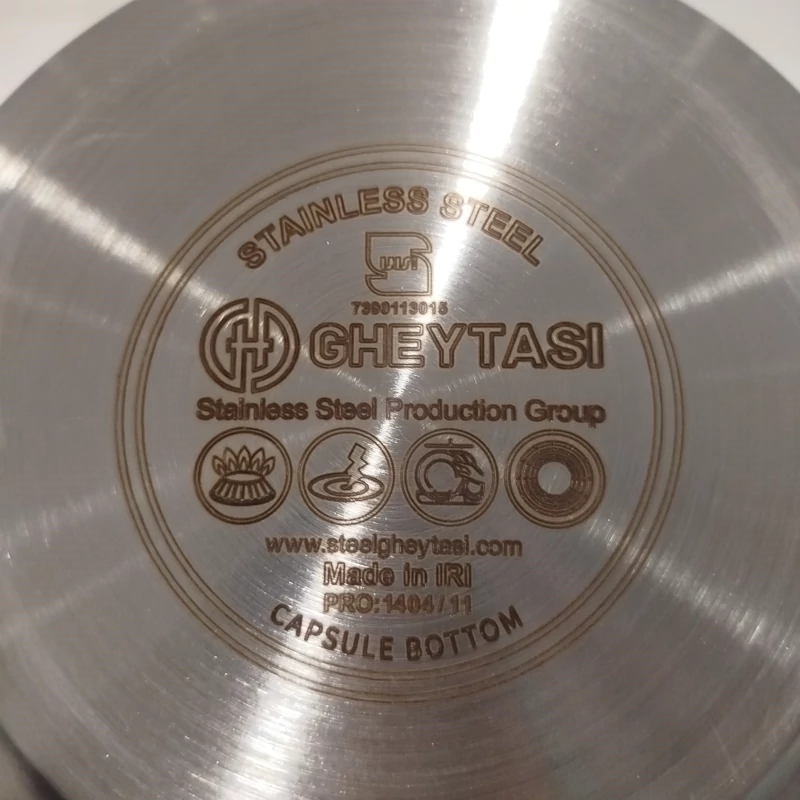 STAINLESS STEEL
7390113015
GHEYTASI
Stainless Steel Production Group
www.steelgheytasi.com
Made in IRI
PRO:1404/11
CAPSULE BOTTOM